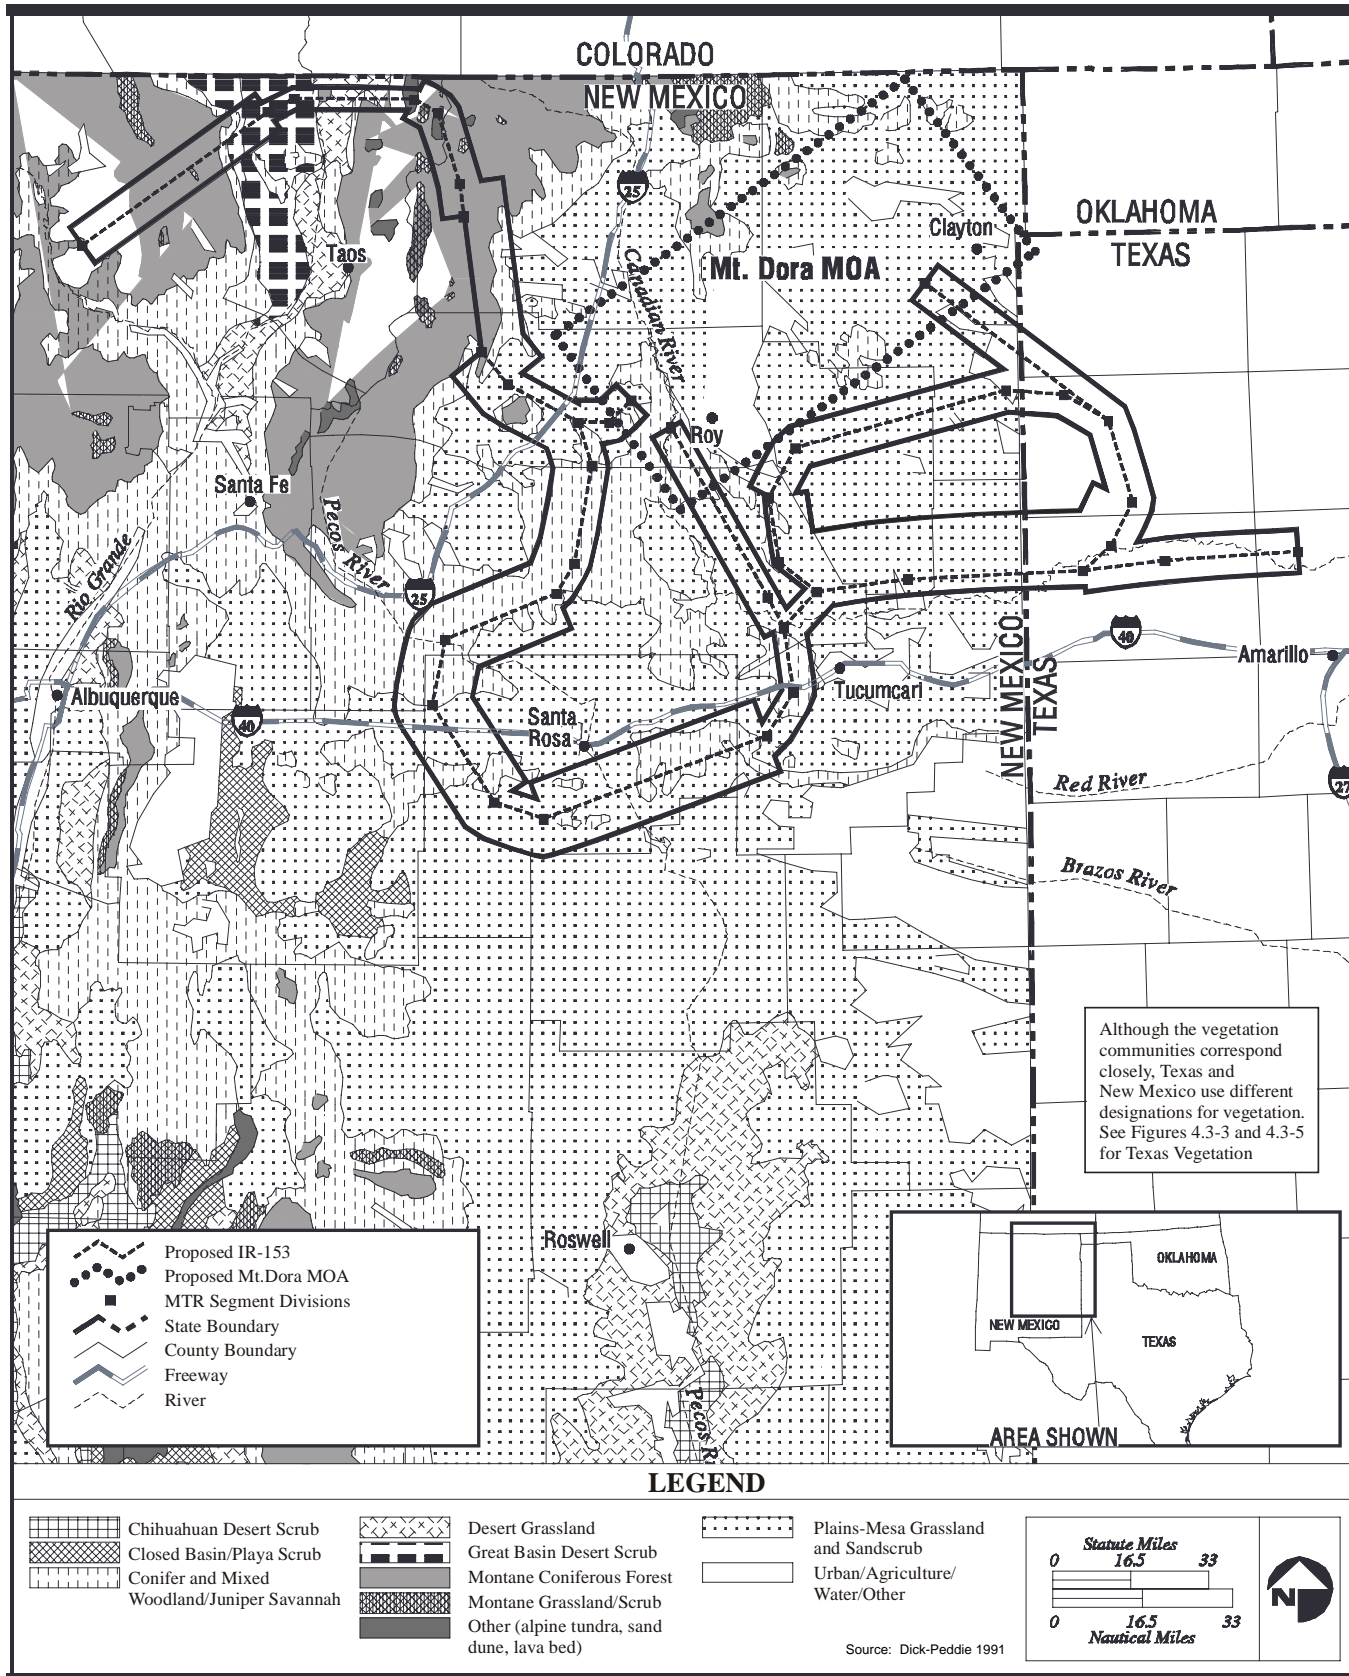 COLORADO
NEW MEXICO
25
OKLAHOMA
TEXAS
Clayton
Taos
Mt. Dora MOA
Canadian River
Roy
Santa Fe
Pecos River
Rio Grande
25
NEW MEXICO
TEXAS
40
Amarillo
Albuquerque
Tucumcari
40
Santa
Rosa
Red River
27
Brazos River
Although the vegetation
communities correspond
closely, Texas and
New Mexico use different
designations for vegetation.
See Figures 4.3-3 and 4.3-5
for Texas Vegetation
Roswell
Pecos Ri
Proposed IR-153
Proposed Mt.Dora MOA
MTR Segment Divisions
State Boundary
County Boundary
Freeway
River
OKLAHOMA
NEW MEXICO
TEXAS
AREA SHOWN
LEGEND
Chihuahuan Desert Scrub
Closed Basin/Playa Scrub
Conifer and Mixed
Woodland/Juniper Savannah
Desert Grassland
Great Basin Desert Scrub
Montane Coniferous Forest
Montane Grassland/Scrub
Other (alpine tundra, sand
dune, lava bed)
Plains-Mesa Grassland
and Sandscrub
Urban/Agriculture/
Water/Other
Source: Dick-Peddie 1991
Statute Miles
0 16.5 33
0 16.5 33
Nautical Miles
N